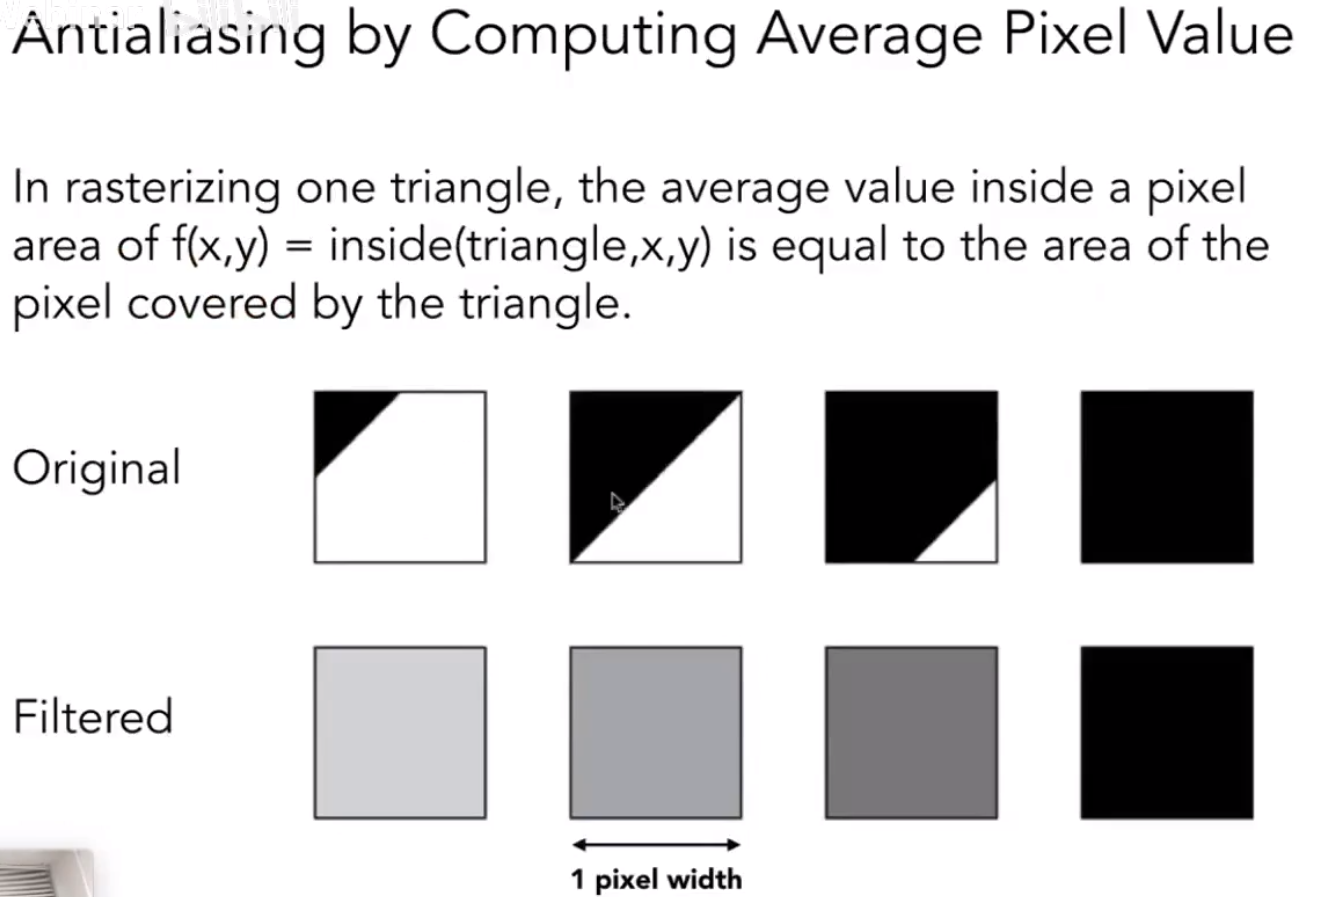 Antialiasing by Computing Average Pixel Value
In rasterizing one triangle, the average value inside a pixel
area of f(x,y) = inside(triangle,x,y) is equal to the area of the
pixel covered by the triangle.
Original
Filtered
1 pixel width